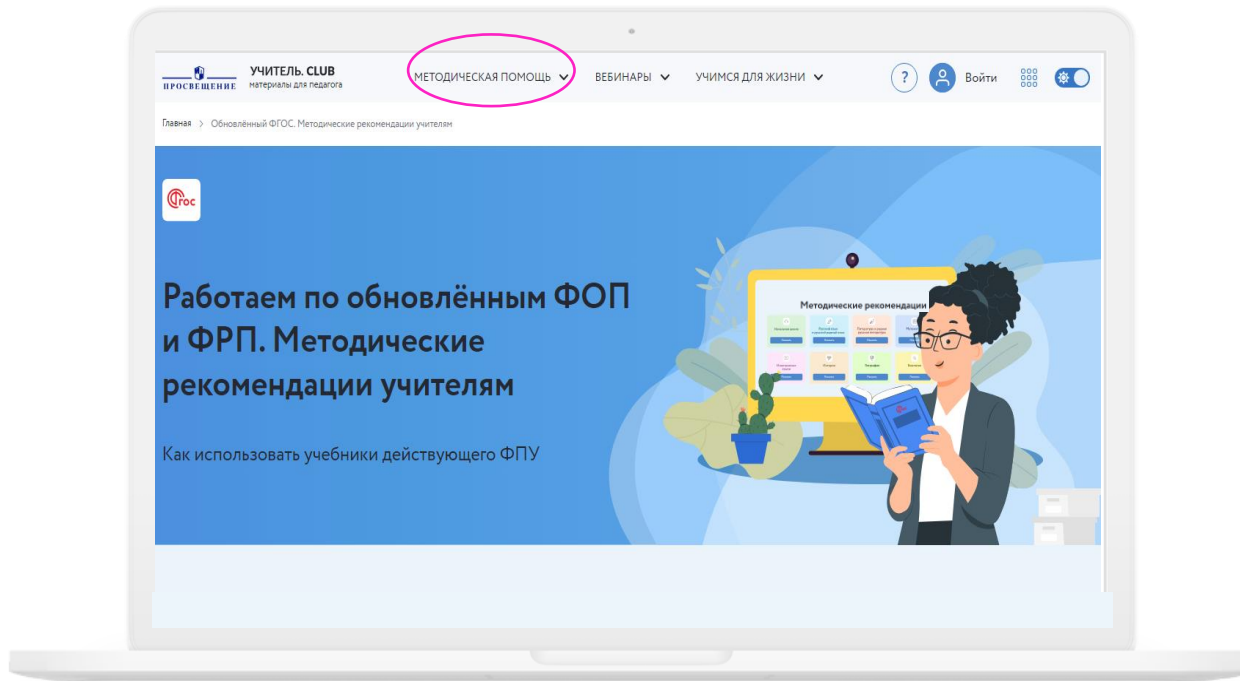 ПРОСВЕЩЕНИЕ
УЧИТЕЛЬ. CLUB
материалы для педагога
МЕТОДИЧЕСКАЯ ПОМОЩЬ
ВЕБИНАРЫ
УЧИМСЯ ДЛЯ ЖИЗНИ
?
Войти
Главная > Обновлённый ФГОС. Методические рекомендации учителям
Фгос
Работаем по обновлённым ФОП
и ФРП. Методические
рекомендации учителям
Как использовать учебники действующего ФПУ
Методические рекомендации